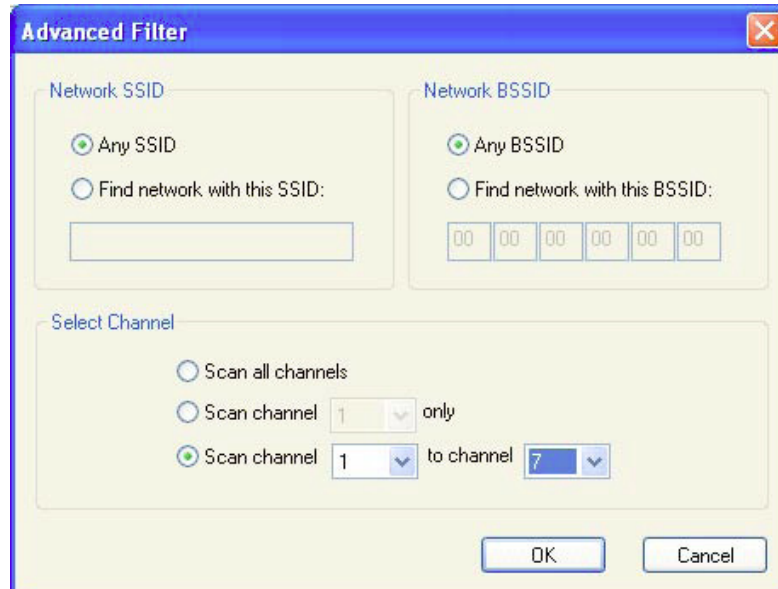 Advanced Filter
Network SSID
Any SSID
Find network with this SSID:
Network BSSID
Any BSSID
Find network with this BSSID:
00 00 00 00 00 00
Select Channel
Scan all channels
Scan channel 1 only
Scan channel 1 to channel 7
OK Cancel